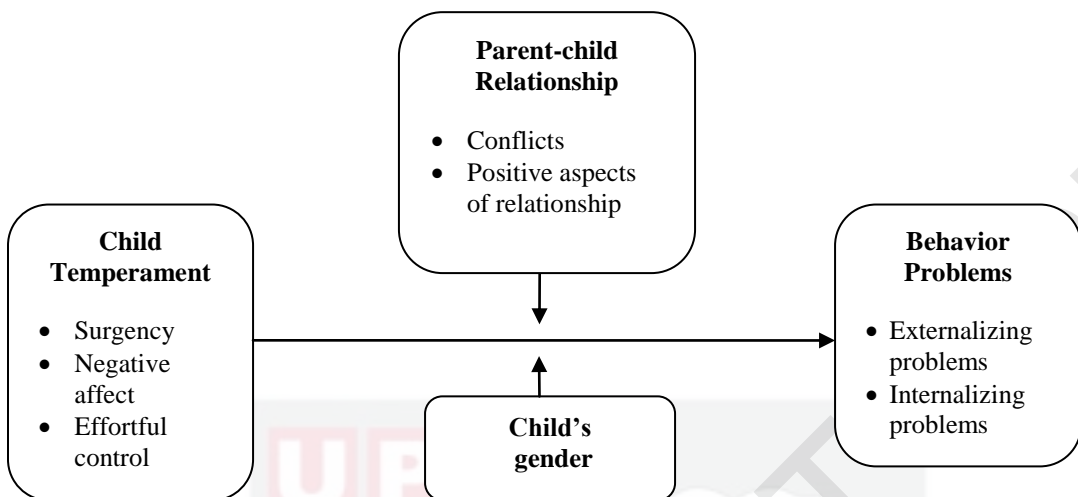 Parent-child
Relationship
• Conflicts
• Positive aspects
of relationship
Child
Temperament
• Surgency
• Negative
affect
• Effortful
control
Behavior
Problems
• Externalizing
problems
• Internalizing
problems
Child’s
gender
UP